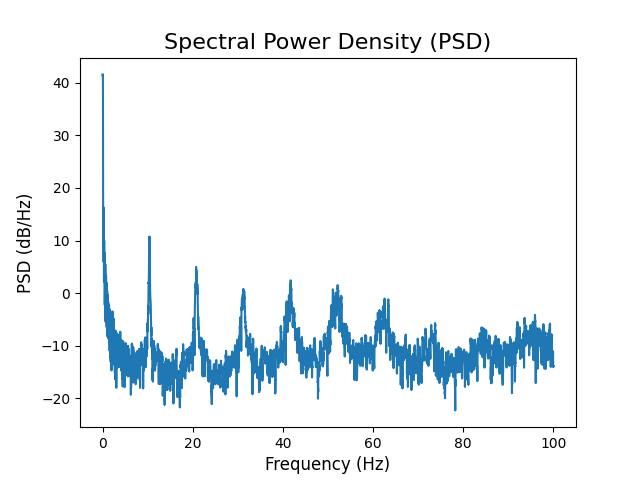 Spectral Power Density (PSD)
PSD (dB/Hz)
40
30
20
10
0
−10
−20
0 20 40 60 80 100
Frequency (Hz)